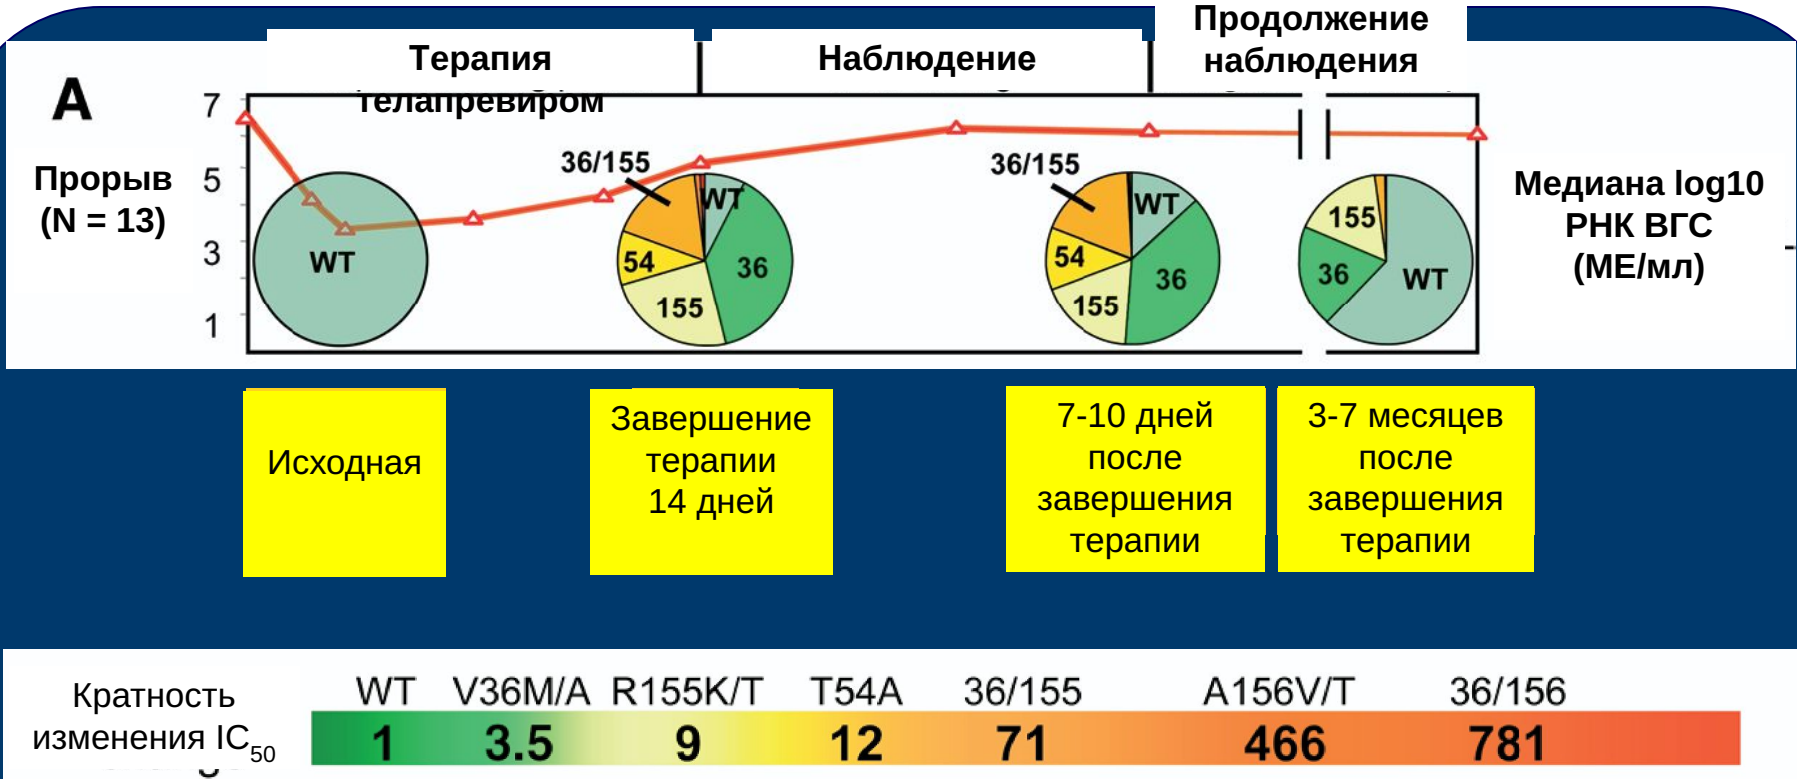 Терапия
телапревиром
Наблюдение
Продолжение
наблюдения
A
Прорыв
(N = 13)
7
5
3
1
WT
36/155
WT
36
155
54
36/155
WT
36
155
54
155
36
WT
Медиана log10
РНК ВГС
(МЕ/мл)
Исходная
Завершение
терапии
14 дней
7-10 дней
после
завершения
терапии
3-7 месяцев
после
завершения
терапии
Кратность
изменения IC50
WT V36M/A R155K/T T54A 36/155 A156V/T 36/156
1 3.5 9 12 71 466 781